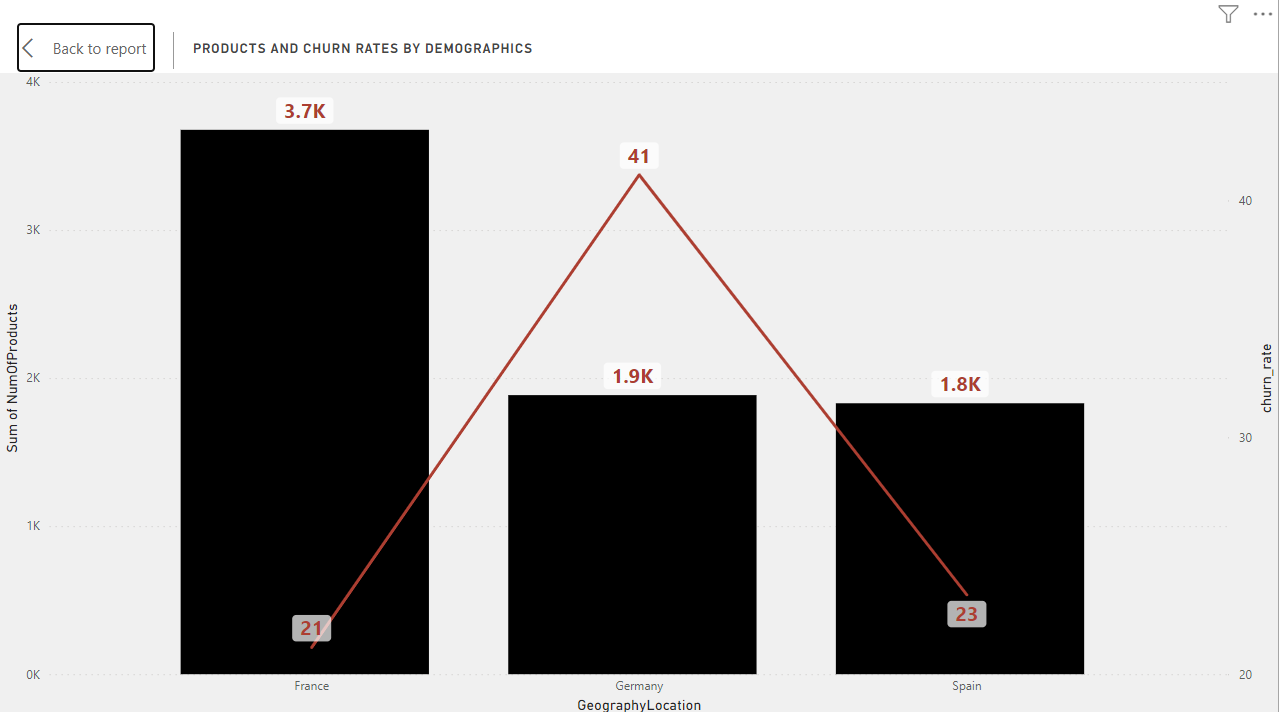 Back to report
PRODUCTS AND CHURN RATES BY DEMOGRAPHICS
4K
3K
2K
1K
0K
Sum of NumOfProducts
3.7K
41
1.9K
1.8K
21
23
40
30
20
churn_rate
France
Germany
Spain
GeographyLocation